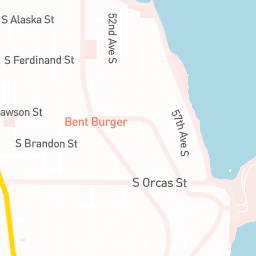 S Alaska St
52nd Ave S
S Ferdinand St
awson St
Bent Burger
57th Ave S
S Brandon St
S Orcas St